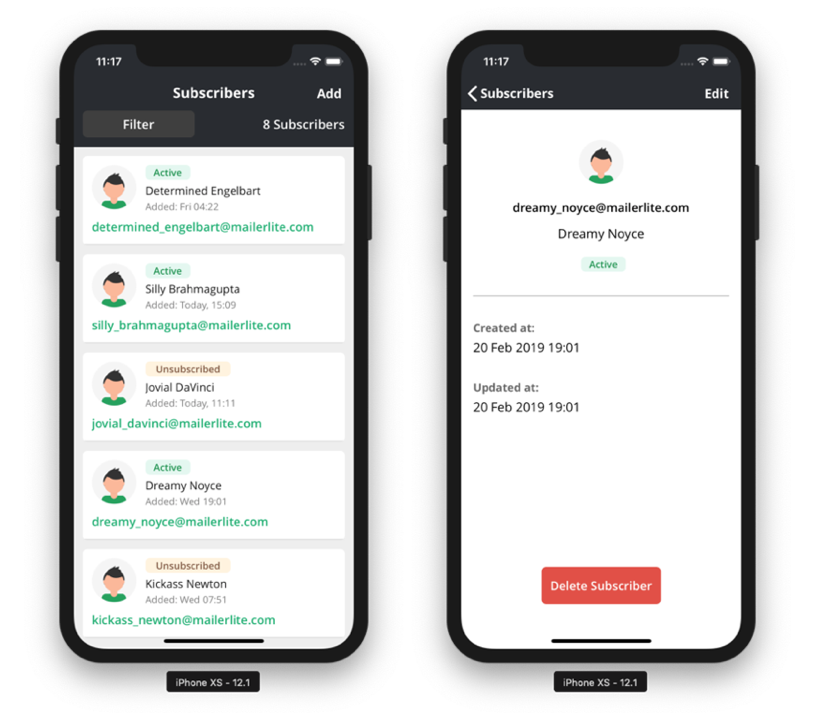 11:17
Subscribers
Add
Filter
8 Subscribers
Active
Determined Engelbart
Added: Fri 04:22
determined_engelbart@mailerlite.com
Active
Silly Brahmagupta
Added: Today, 15:09
silly_brahmagupta@mailerlite.com
Unsubscribed
Jovial DaVinci
Added: Today, 11:11
jovial_davinci@mailerlite.com
Active
Dreamy Noyce
Added: Wed 19:01
dreamy_noyce@mailerlite.com
Unsubscribed
Kickass Newton
Added: Wed 07:51
kickass_newton@mailerlite.com
iPhone XS - 12.1
11:17
Subscribers
Edit
dreamy_noyce@mailerlite.com
Dreamy Noyce
Active
Created at:
20 Feb 2019 19:01
Updated at:
20 Feb 2019 19:01
Delete Subscriber
iPhone XS - 12.1